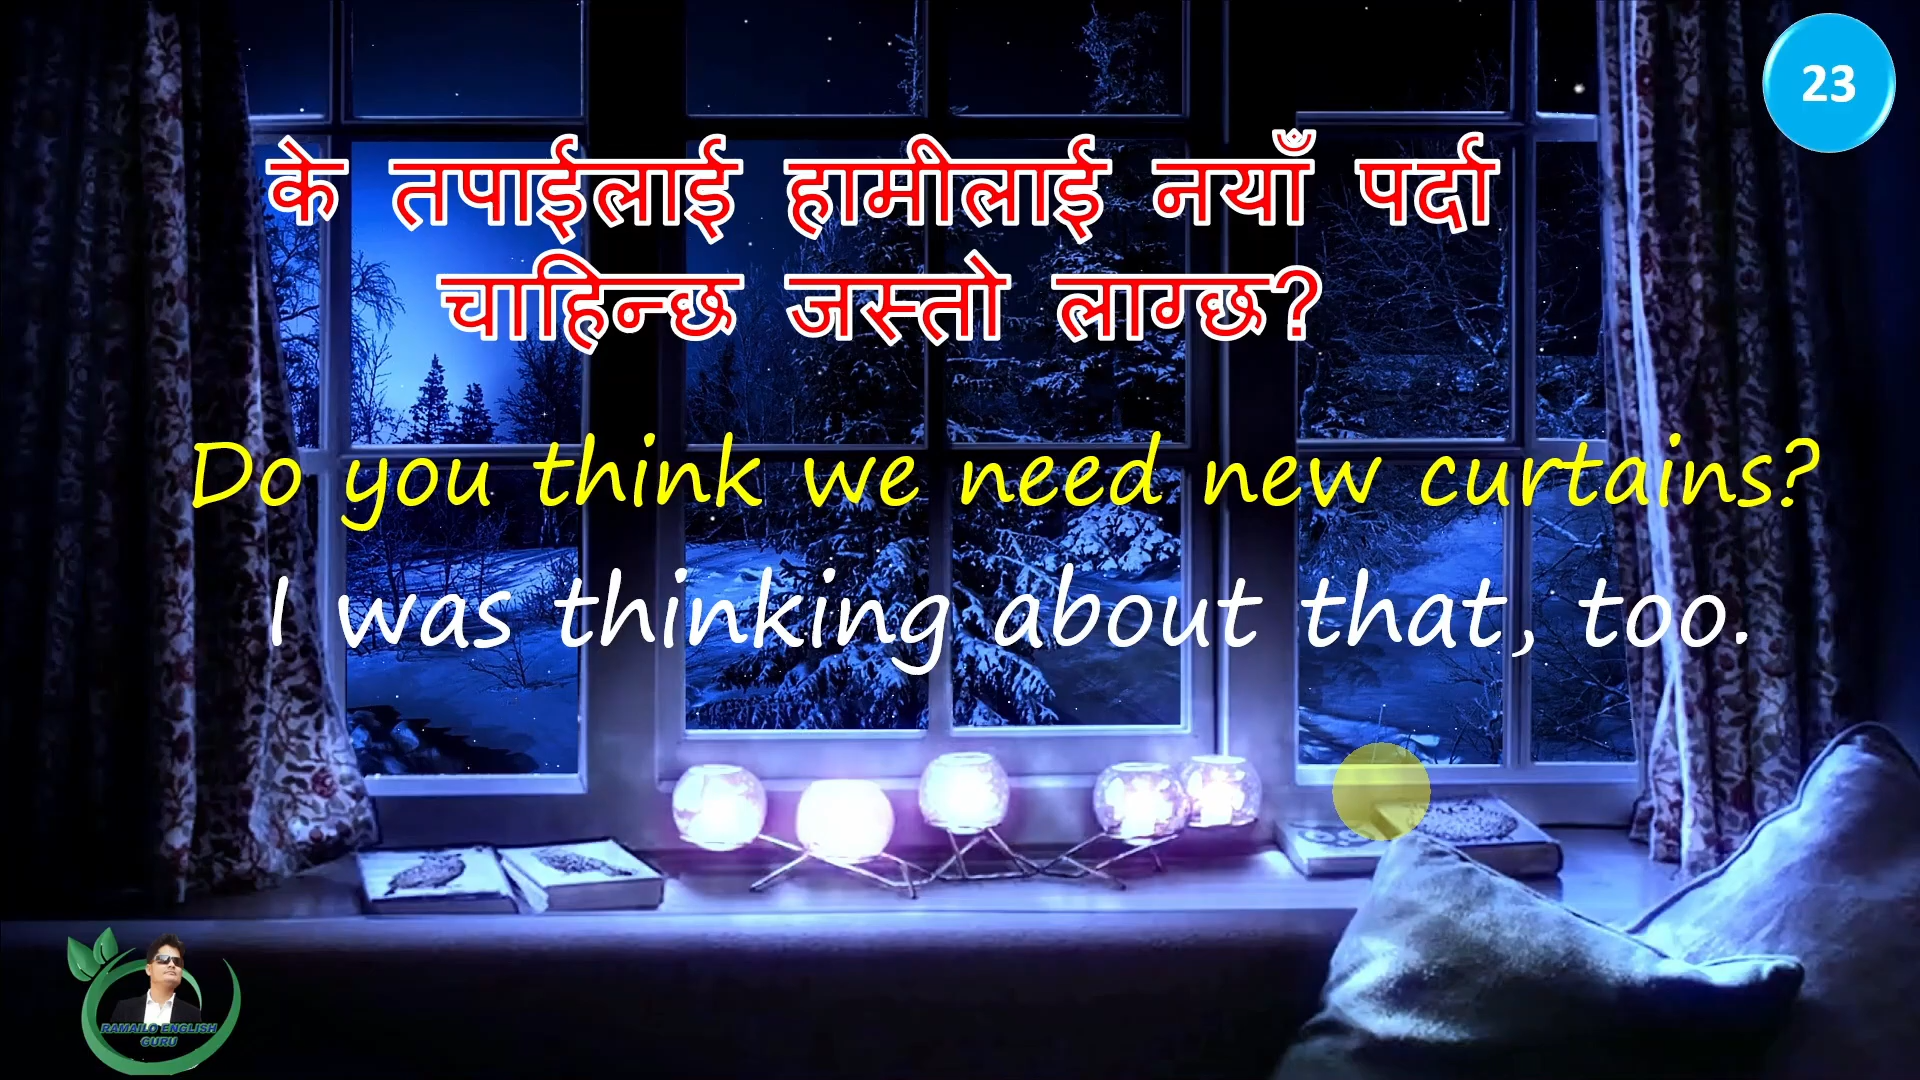 23
के तपाईलाई हामीलाई नयाँ पर्दा
चाहिन्छ जस्तो लाग्छ?
Do you think we need new curtains?
I was thinking about that, too.
RAMAILO ENGLISH
GURU